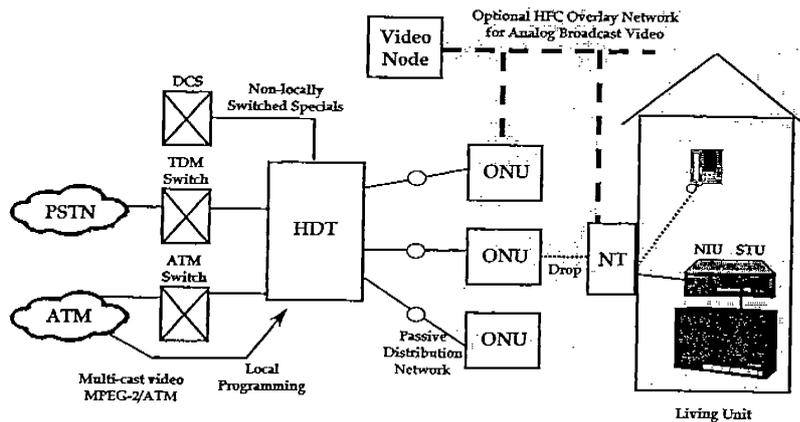 Optional HFC Overlay Network
for Analog Broadcast Video
Video
Node
DCS
Non-locally
Switched Specials
TDM
Switch
PSTN
HDT
ONU
ONU
ONU
Drop
NT
NIU STU
ATM
Switch
ATM
Passive
Distribution
Network
Local
Programming
Multi-cast video
MPEG-2/ATM
Living Unit